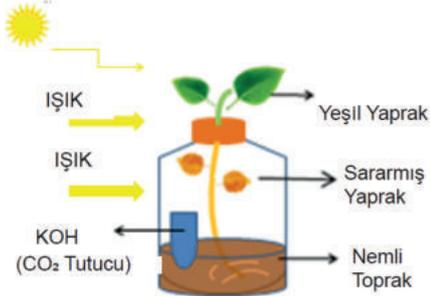 IŞIK
Yeşil Yaprak
IŞIK
Sararmış
Yaprak
KOH
(CO₂ Tutucu)
Nemli
Toprak